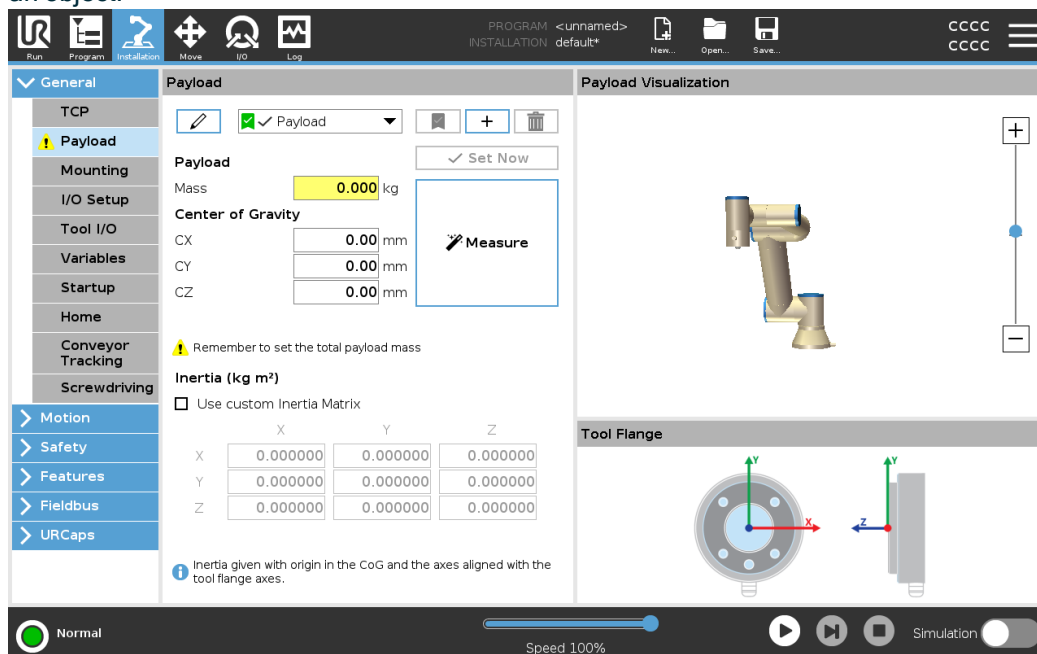 an object.
PROGRAM <unnamed>
INSTALLATION default*
CCCC
CCCC
Run Program Installation Move I/O Log New... Open... Save...
General
TCP
Payload
Mounting
I/O Setup
Tool I/O
Variables
Startup
Home
Conveyor
Tracking
Screwdriving
Motion
Safety
Features
Fieldbus
URCaps
Payload
Payload
Payload
Set Now
Mass 0.000 kg
Center of Gravity
CX 0.00 mm
CY 0.00 mm
CZ 0.00 mm
Measure
Remember to set the total payload mass
Inertia (kg m²)
Use custom Inertia Matrix
X Y Z
X 0.000000 0.000000 0.000000
Y 0.000000 0.000000 0.000000
Z 0.000000 0.000000 0.000000
Inertia given with origin in the CoG and the axes aligned with the
tool flange axes.
Payload Visualization
Tool Flange
Y Y
X Z
Normal
Speed 100%
Simulation